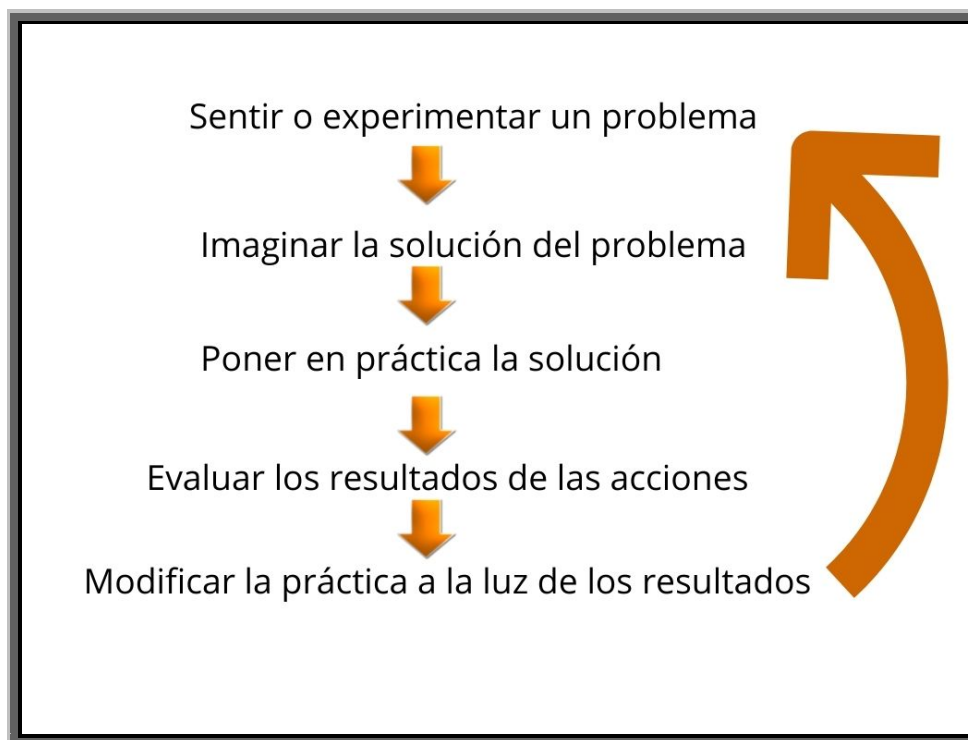 Sentir o experimentar un problema
Imaginar la solución del problema
Poner en práctica la solución
Evaluar los resultados de las acciones
Modificar la práctica a la luz de los resultados